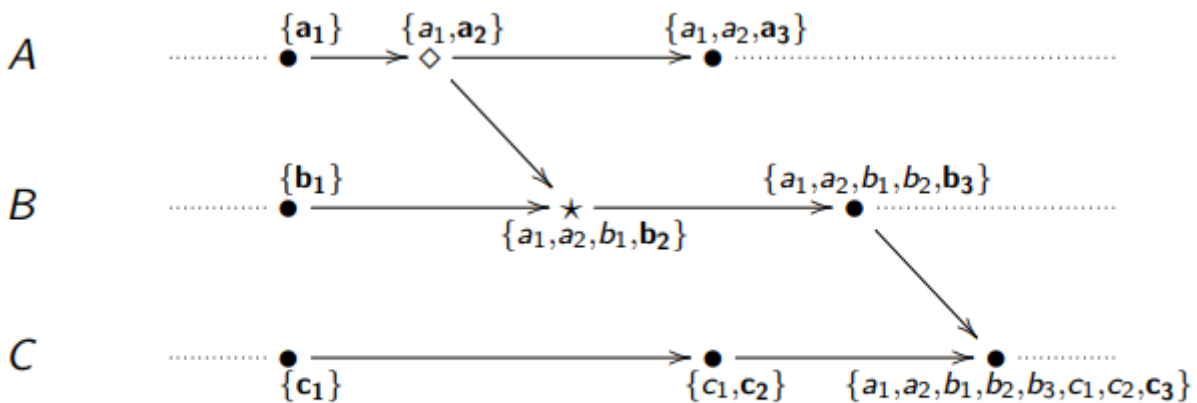 {a₁} {a₁,a₂} {a₁,a₂,a₃}
A
{b₁} {a₁,a₂,b₁,b₂,b₃}
B
{a₁,a₂,b₁,b₂}
C
{c₁} {c₁,c₂} {a₁,a₂,b₁,b₂,b₃,c₁,c₂,c₃}